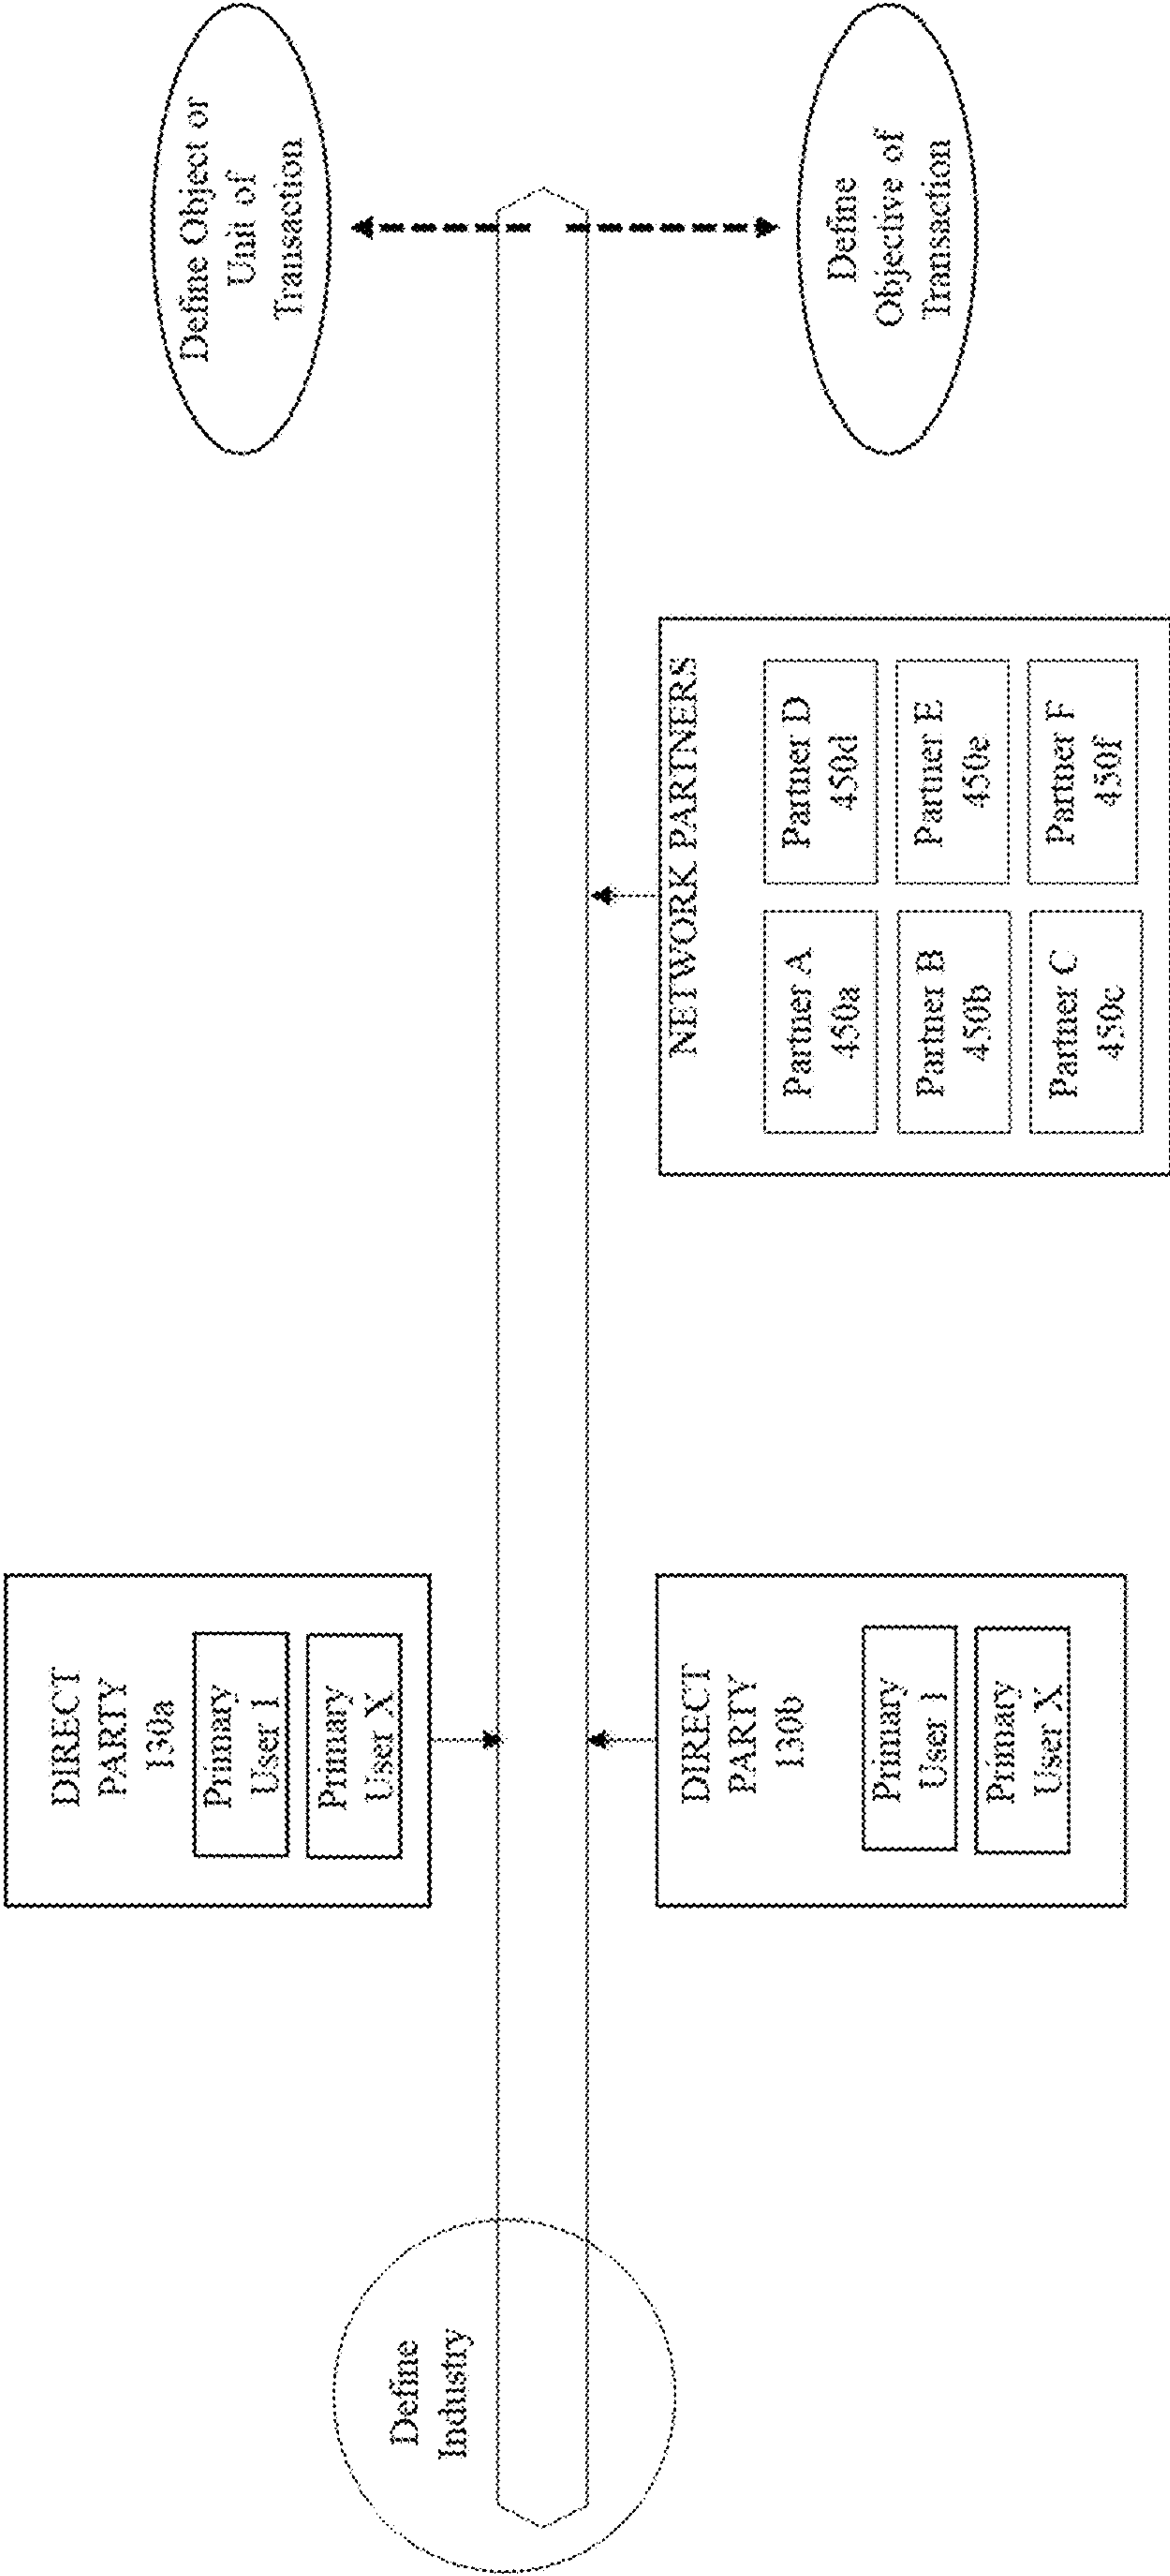 Define
Industry
DIRECT
PARTY
130a
Primary
User 1
Primary
User X
DIRECT
PARTY
130b
Primary
User 1
Primary
User X
NETWORK PARTNERS
Partner A
450a
Partner B
450b
Partner C
450c
Partner D
450d
Partner E
450e
Partner F
450f
Define Object or
Unit of
Transaction
Define
Objective of
Transaction